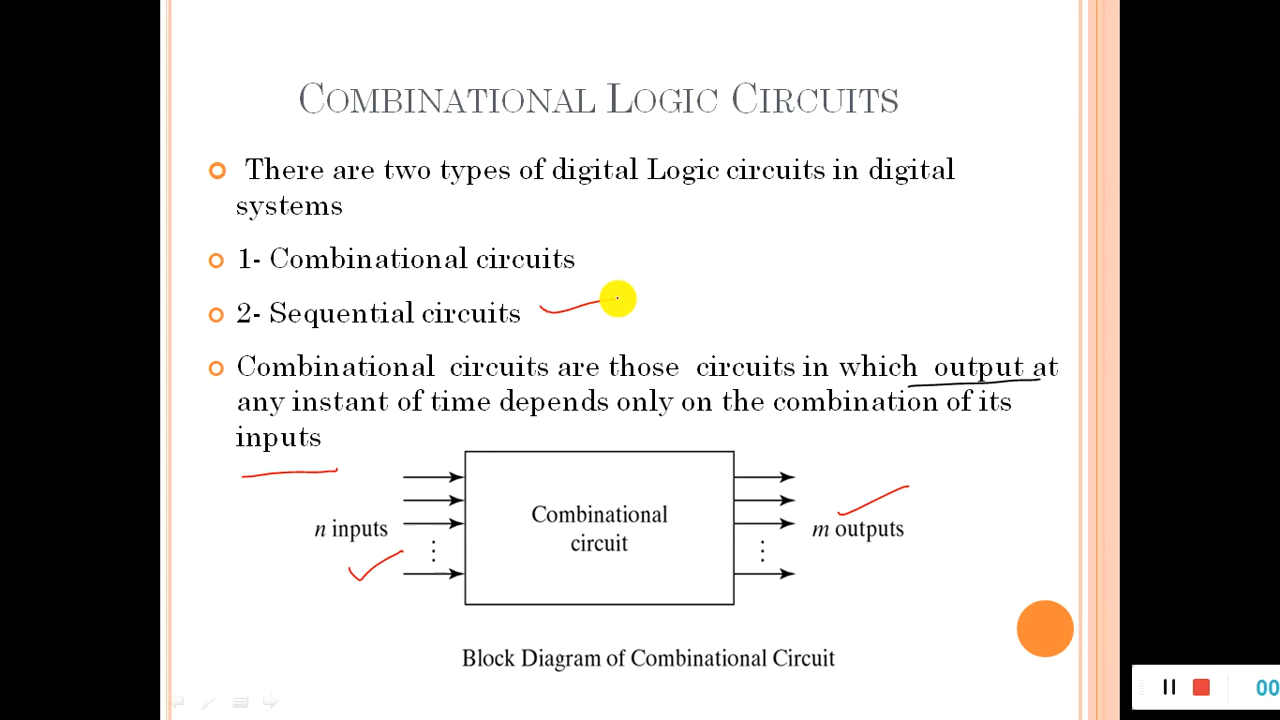 COMBINATIONAL LOGIC CIRCUITS
There are two types of digital Logic circuits in digital
systems
1- Combinational circuits
2- Sequential circuits
Combinational circuits are those circuits in which output at
any instant of time depends only on the combination of its
inputs
n inputs
Combinational
circuit
m outputs
Block Diagram of Combinational Circuit
00